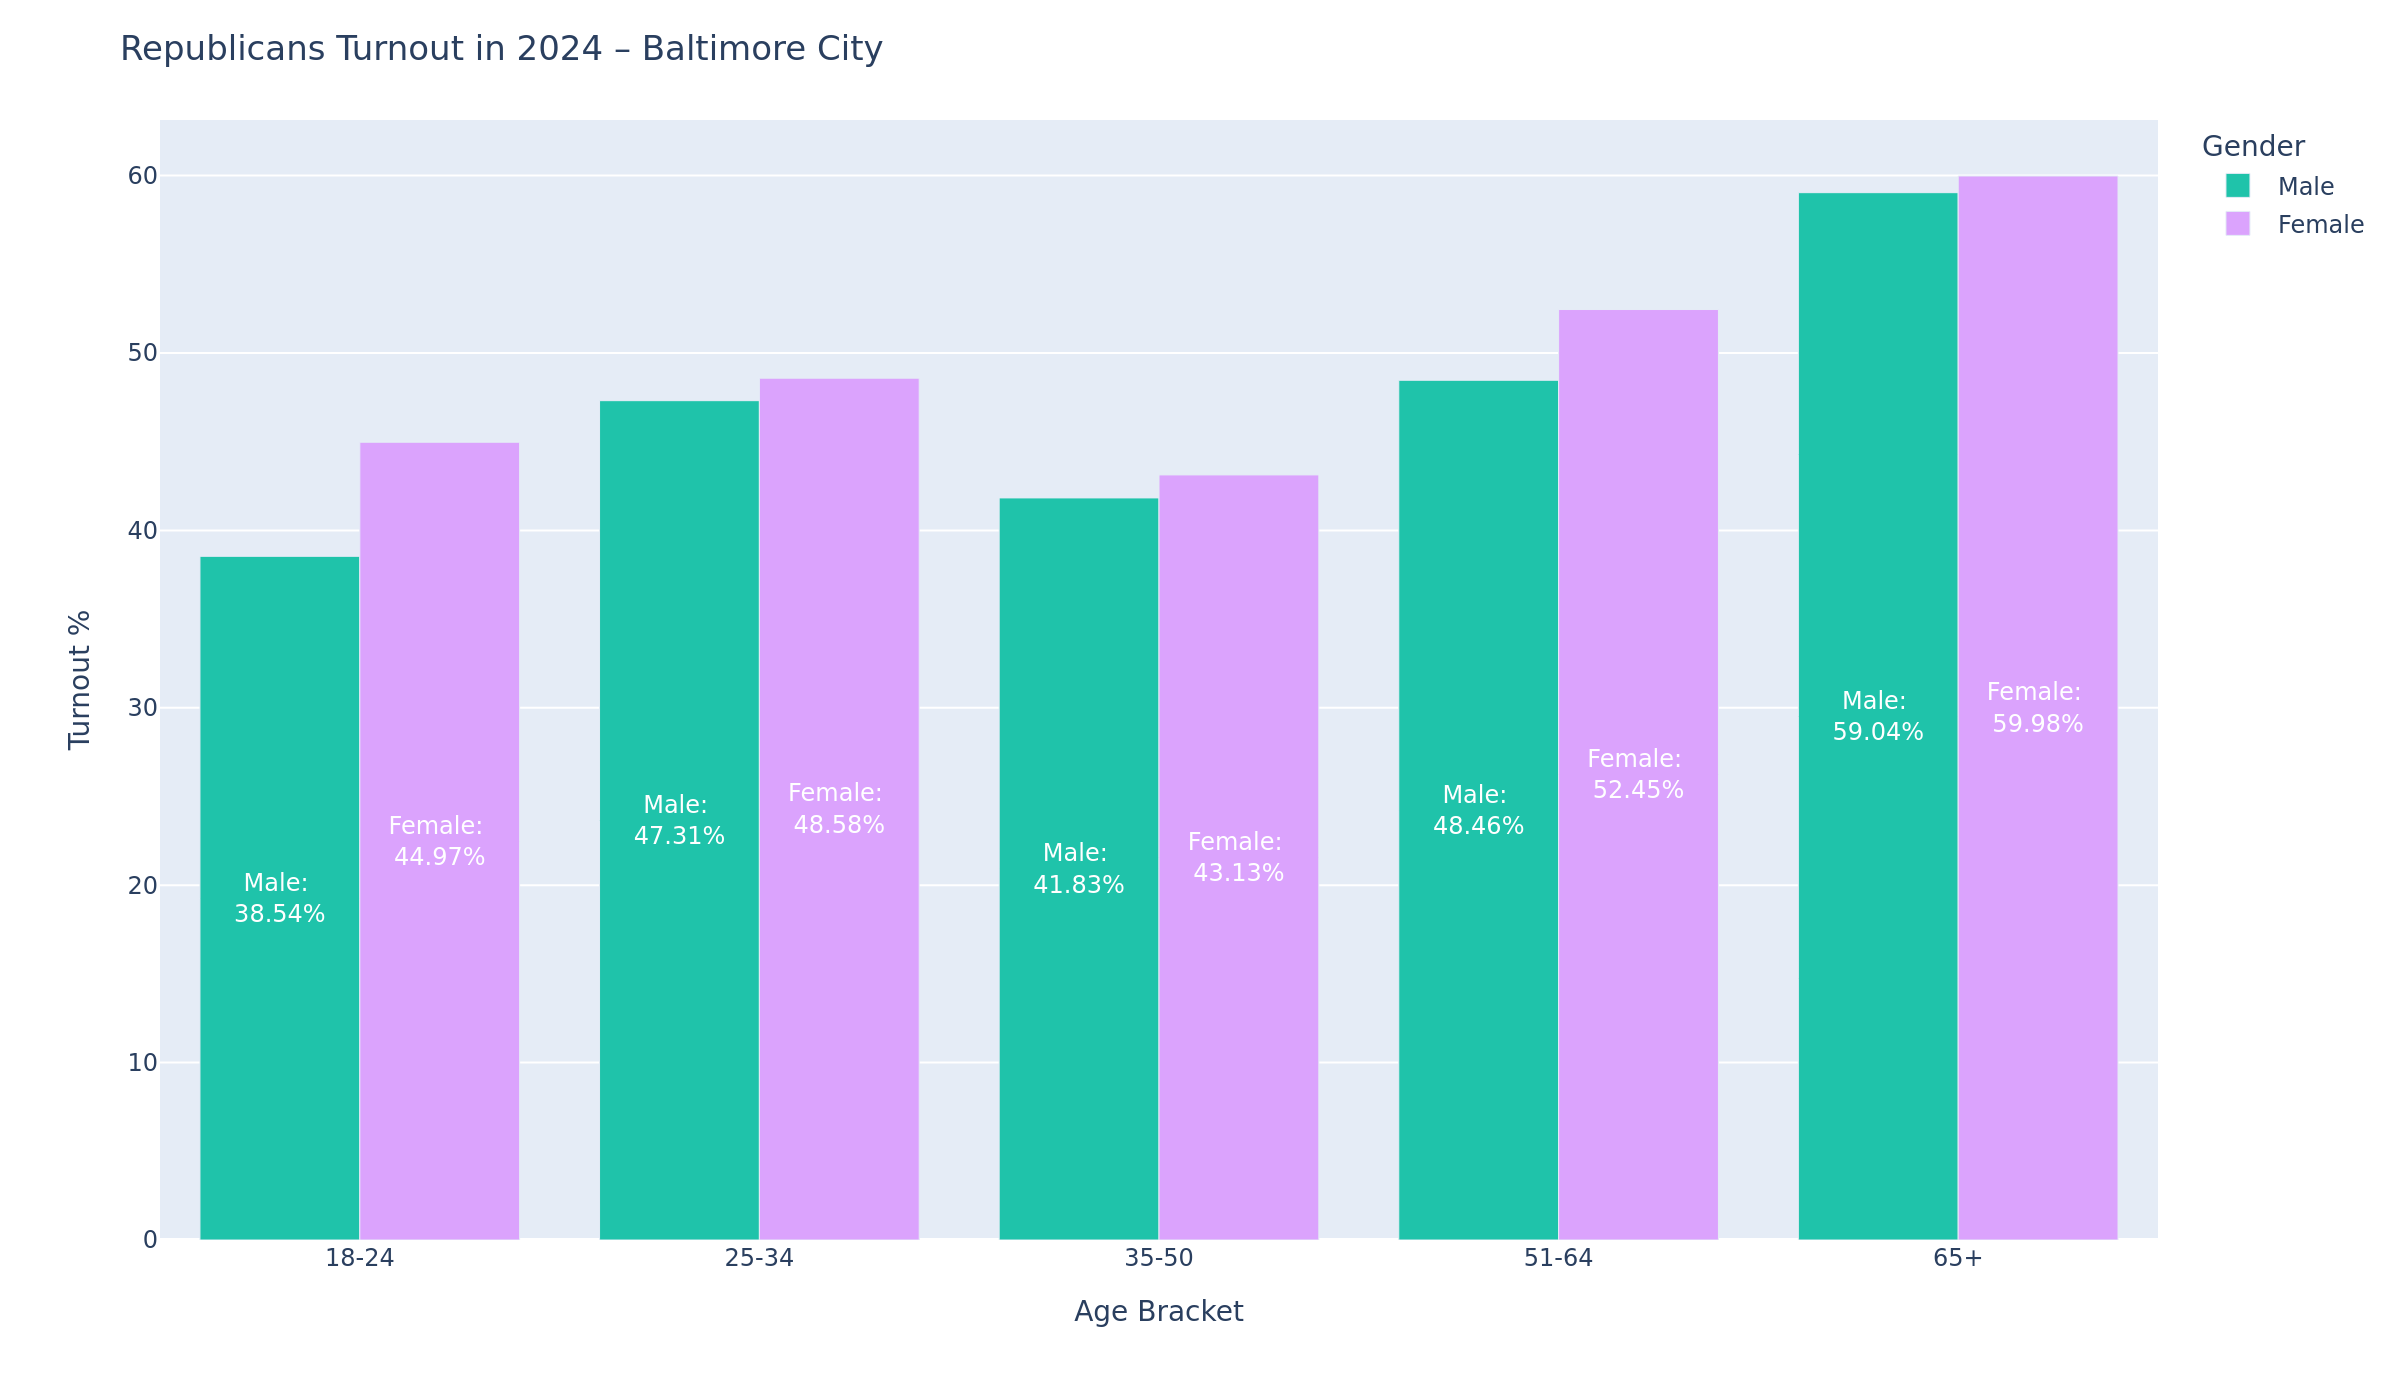 Republicans Turnout in 2024 – Baltimore City
Gender
Male
Female
Turnout %
60
50
40
30
20
10
0
Male:
38.54%
Female:
44.97%
Male:
47.31%
Female:
48.58%
Male:
41.83%
Female:
43.13%
Male:
48.46%
Female:
52.45%
Male:
59.04%
Female:
59.98%
18-24
25-34
35-50
51-64
65+
Age Bracket